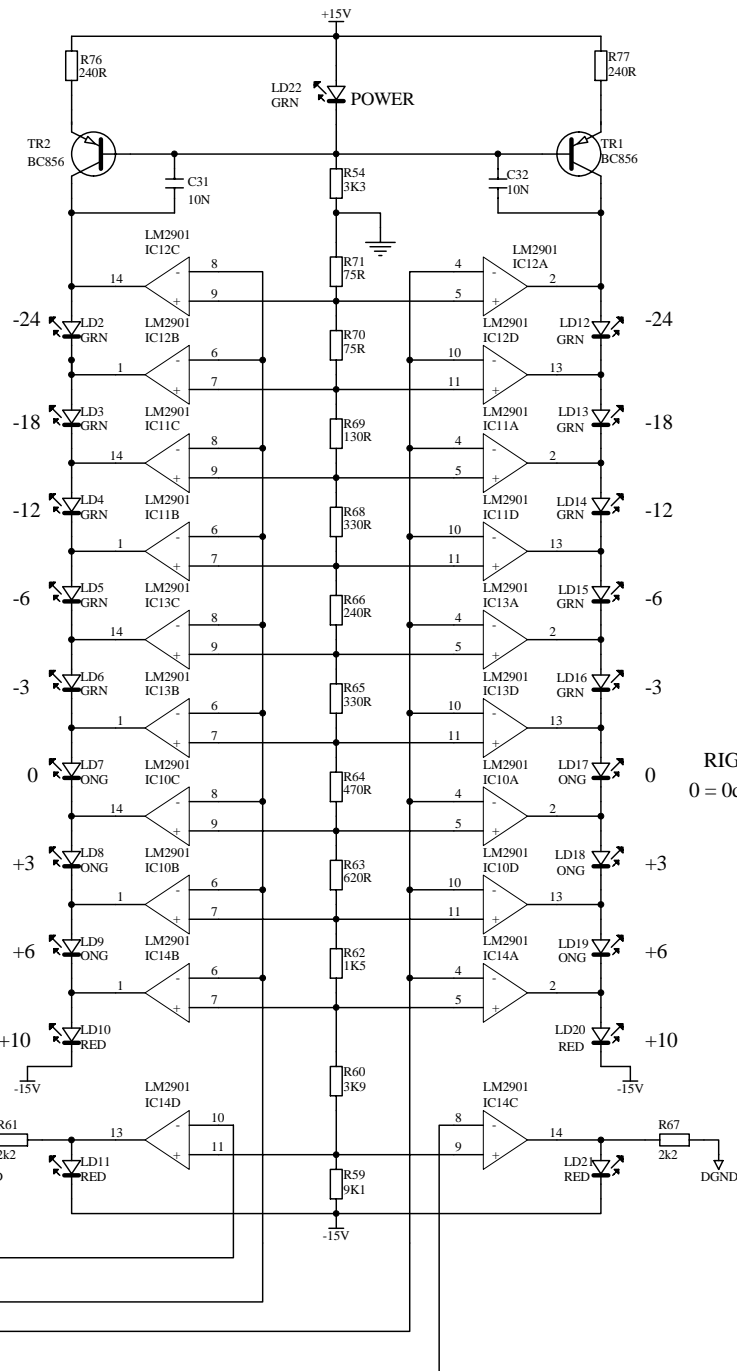 +15V
R76
240R
LD22
GRN
POWER
R77
240R
TR2
BC856
TR1
BC856
C31
10N
R54
3K3
C32
10N
LM2901
IC12C
14
8
9
-
+
R71
75R
LM2901
IC12A
4
5
2
-
+
-24
LD2
GRN
LM2901
IC12B
1
6
7
-
+
R70
75R
LM2901
IC12D
10
11
13
-
+
LD12
GRN
-24
-18
LD3
GRN
LM2901
IC11C
14
8
9
-
+
R69
130R
LM2901
IC11A
4
5
2
-
+
LD13
GRN
-18
-12
LD4
GRN
LM2901
IC11B
1
6
7
-
+
R68
330R
LM2901
IC11D
10
11
13
-
+
LD14
GRN
-12
-6
LD5
GRN
LM2901
IC13C
14
8
9
-
+
R66
240R
LM2901
IC13A
4
5
2
-
+
LD15
GRN
-6
-3
LD6
GRN
LM2901
IC13B
1
6
7
-
+
R65
330R
LM2901
IC13D
10
11
13
-
+
LD16
GRN
-3
0
LD7
ONG
LM2901
IC10C
14
8
9
-
+
R64
470R
LM2901
IC10A
4
5
2
-
+
LD17
ONG
0
RIG
0 = 0
+3
LD8
ONG
LM2901
IC10B
1
6
7
-
+
R63
620R
LM2901
IC10D
10
11
13
-
+
LD18
ONG
+3
+6
LD9
ONG
LM2901
IC14B
1
6
7
-
+
R62
1K5
LM2901
IC14A
4
5
2
-
+
LD19
ONG
+6
+10
LD10
RED
-15V
R60
3K9
LD20
RED
+10
-15V
R61
2k2
LM2901
IC14D
13
10
11
-
+
LM2901
IC14C
8
9
14
-
+
R67
2k2
DGND
LD11
RED
R59
9K1
LD21
RED
-15V